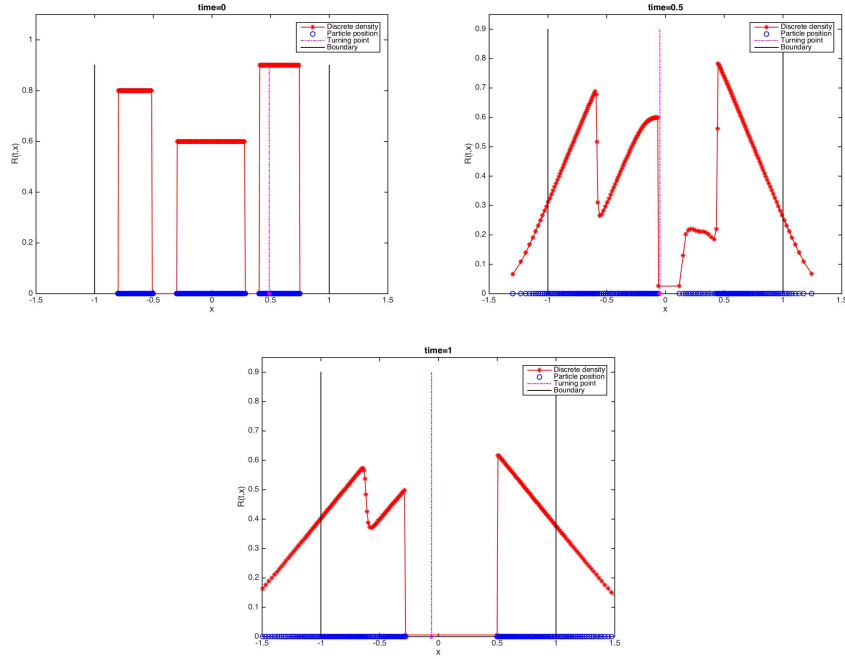 time=0
Discrete density
Particle position
Turning point
Boundary
R(t,x)
1
0.8
0.6
0.4
0.2
0
-1.5
-1
-0.5
0
0.5
1
1.5
x
time=0.5
Discrete density
Particle position
Turning point
Boundary
R(t,x)
0.9
0.8
0.7
0.6
0.5
0.4
0.3
0.2
0.1
0
-1.5
-1
-0.5
0
0.5
1
1.5
x
time=1
Discrete density
Particle position
Turning point
Boundary
R(t,x)
0.9
0.8
0.7
0.6
0.5
0.4
0.3
0.2
0.1
0
-1.5
-1
-0.5
0
0.5
1
1.5
x